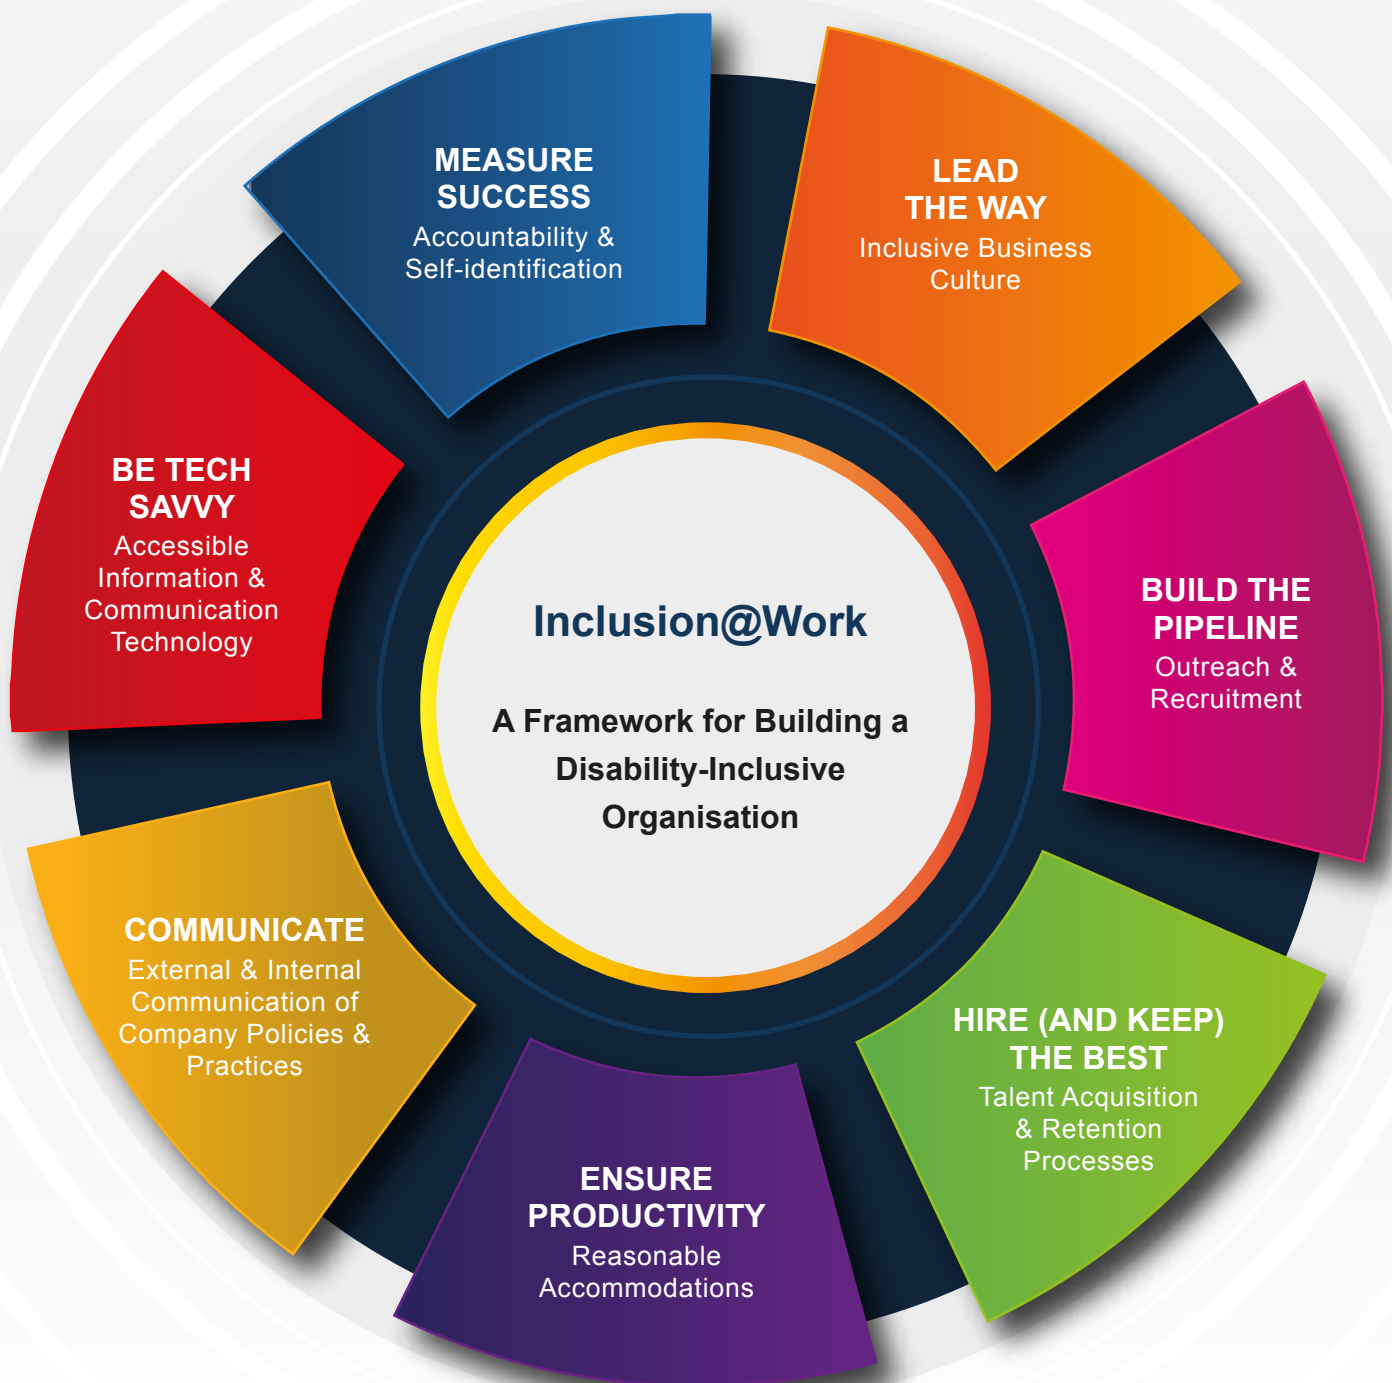 Inclusion@Work
A Framework for Building a
Disability-Inclusive
Organisation
LEAD
THE WAY
Inclusive Business
Culture
BUILD THE
PIPELINE
Outreach &
Recruitment
HIRE (AND KEEP)
THE BEST
Talent Acquisition
& Retention
Processes
ENSURE
PRODUCTIVITY
Reasonable
Accommodations
COMMUNICATE
External & Internal
Communication of
Company Policies &
Practices
BE TECH
SAVVY
Accessible
Information &
Communication
Technology
MEASURE
SUCCESS
Accountability &
Self-identification